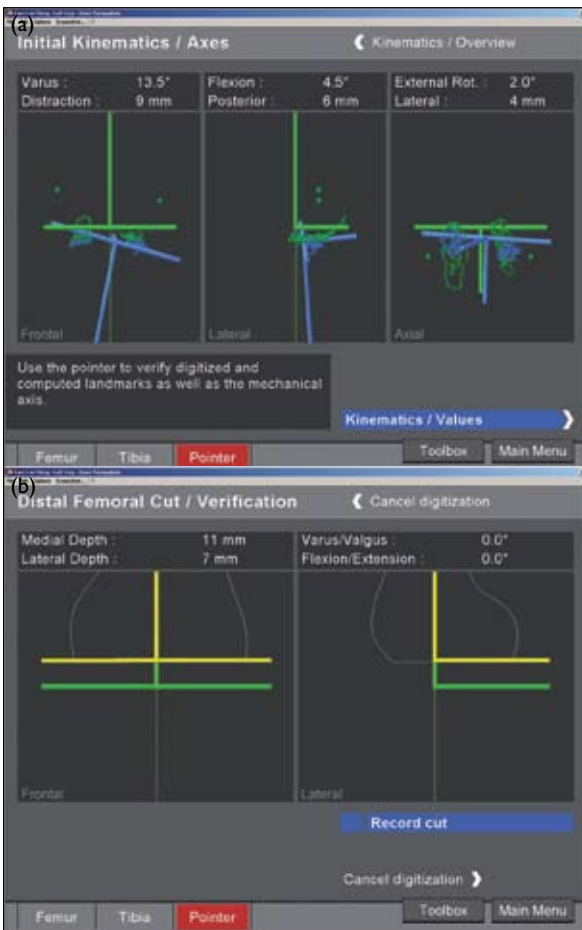 (a)
Initial Kinematics / Axes ❮ Kinematics / Overview
Varus : 13.5° Flexion : 4.5° External Rot. : 2.0°
Distraction : 9 mm Posterior : 6 mm Lateral : 4 mm
Frontal Lateral Axial
Use the pointer to verify digitized and
computed landmarks as well as the mechanical
axis.
Kinematics / Values ❯
Femur Tibia Pointer Toolbox Main Menu
(b)
Distal Femoral Cut / Verification ❮ Cancel digitization
Medial Depth : 11 mm Varus/Valgus : 0.0°
Lateral Depth : 7 mm Flexion/Extension : 0.0°
Frontal Lateral
Record cut
Cancel digitization ❯
Femur Tibia Pointer Toolbox Main Menu